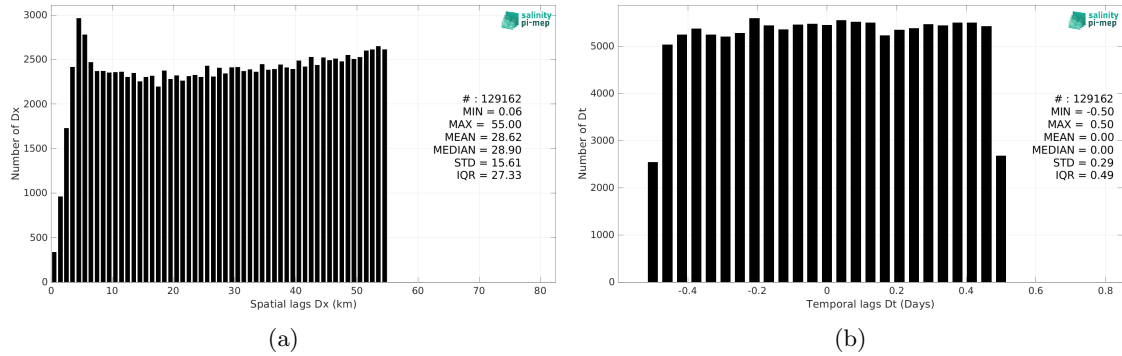 salinity
pi-mep
Number of Dx
3000
2500
2000
1500
1000
500
0
# : 129162
MIN = 0.06
MAX = 55.00
MEAN = 28.62
MEDIAN = 28.90
STD = 15.61
IQR = 27.33
0 10 20 30 40 50 60 70 80
Spatial lags Dx (km)
(a)
salinity
pi-mep
Number of Dt
5000
4000
3000
2000
1000
0
# : 129162
MIN = -0.50
MAX = 0.50
MEAN = 0.00
MEDIAN = 0.00
STD = 0.29
IQR = 0.49
-0.4 -0.2 0 0.2 0.4 0.6 0.8
Temporal lags Dt (Days)
(b)